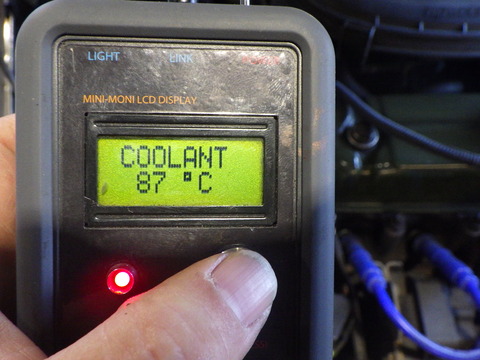 LIGHT LINK
MINI-MONI LCD DISPLAY
COOLANT
87 °C